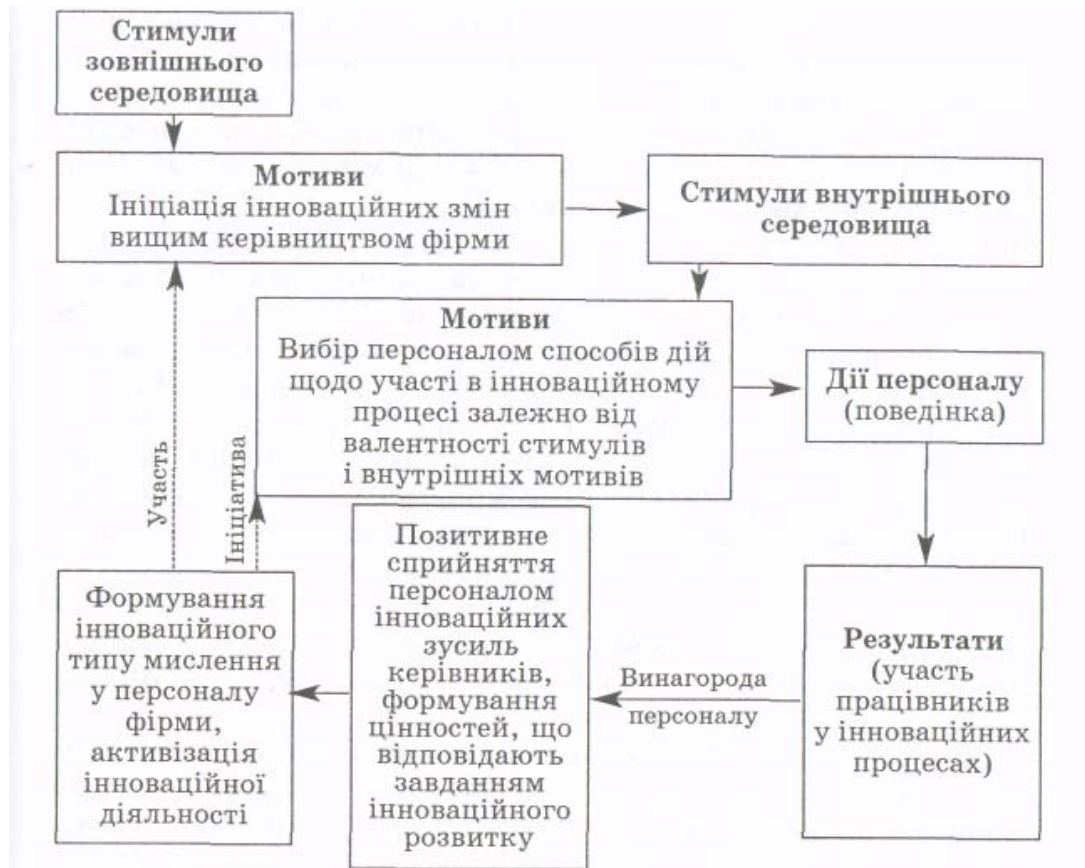 Стимули
зовнішнього
середовища
Мотиви
Ініціація інноваційних змін
вищим керівництвом фірми
Стимули внутрішнього
середовища
Мотиви
Вибір персоналом способів дій
щодо участі в інноваційному
процесі залежно від
валентності стимулів
і внутрішніх мотивів
Дії персоналу
(поведінка)
Участь
Ініціатива
Формування
інноваційного
типу мислення
у персоналу
фірми,
активізація
інноваційної
діяльності
Позитивне
сприйняття
персоналом
інноваційних
зусиль
керівників,
формування
цінностей, що
відповідають
завданням
інноваційного
розвитку
Винагорода
персоналу
Результати
(участь
працівників
у інноваційних
процесах)